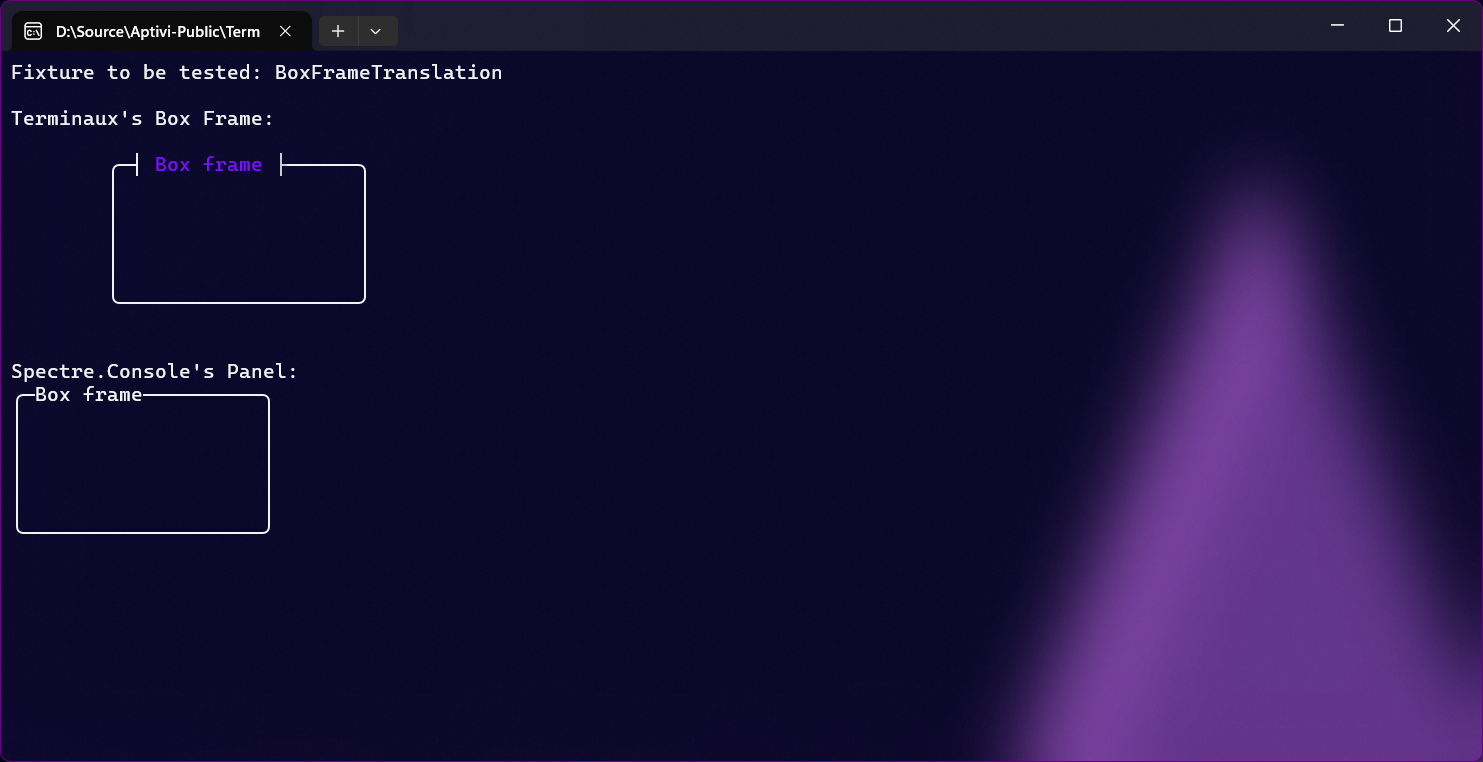 D:\Source\Aptivi-Public\Term
Fixture to be tested: BoxFrameTranslation
Terminaux's Box Frame:
Box frame
Spectre.Console's Panel:
Box frame